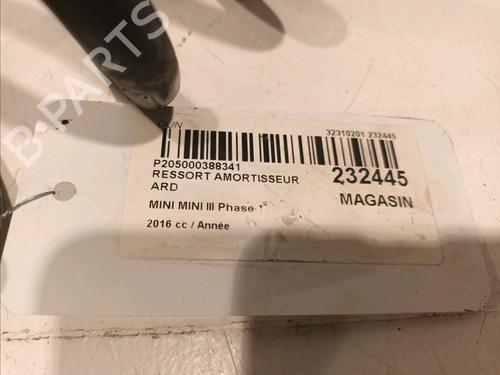 32310201 232445
P205000388341
RESSORT AMORTISSEUR
ARD
232445
MAGASIN
MINI MINI III Phase 1
2016 cc / Année
B-PARTS